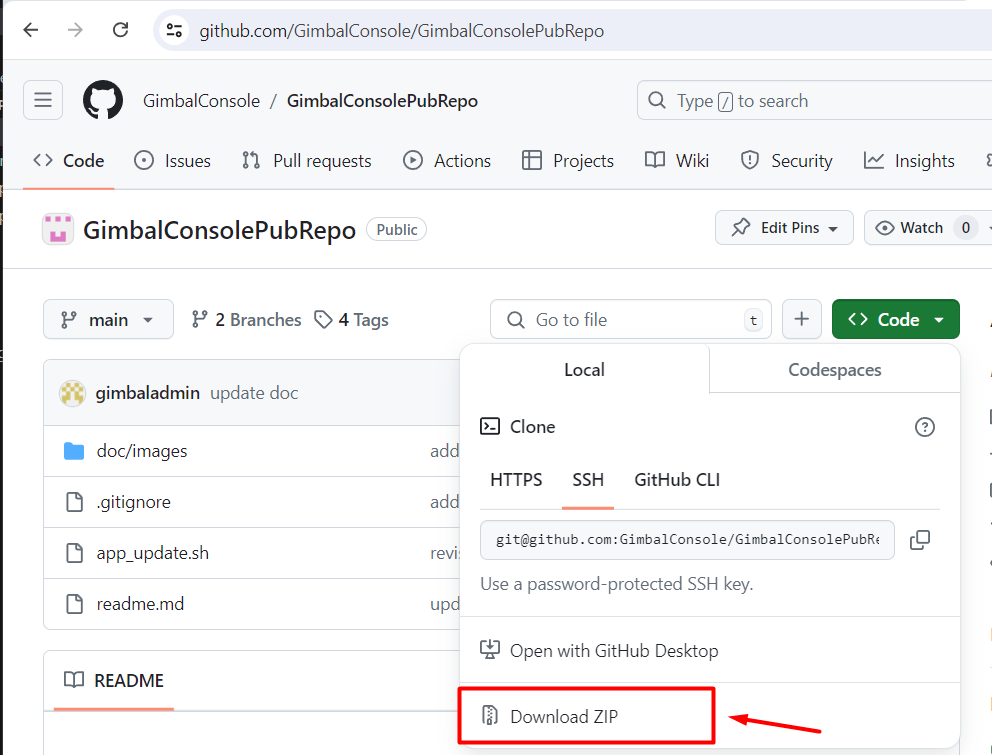 github.com/GimbalConsole/GimbalConsolePubRepo
GimbalConsole / GimbalConsolePubRepo
Type / to search
Code Issues Pull requests Actions Projects Wiki Security Insights
GimbalConsolePubRepo Public
Edit Pins Watch 0
main 2 Branches 4 Tags
Go to file t
Code
Local Codespaces
gimbaladmin update doc
Clone
doc/images add
HTTPS SSH GitHub CLI
.gitignore add
git@github.com:GimbalConsole/GimbalConsolePubRe
app_update.sh revis
Use a password-protected SSH key.
readme.md upd
Open with GitHub Desktop
README
Download ZIP